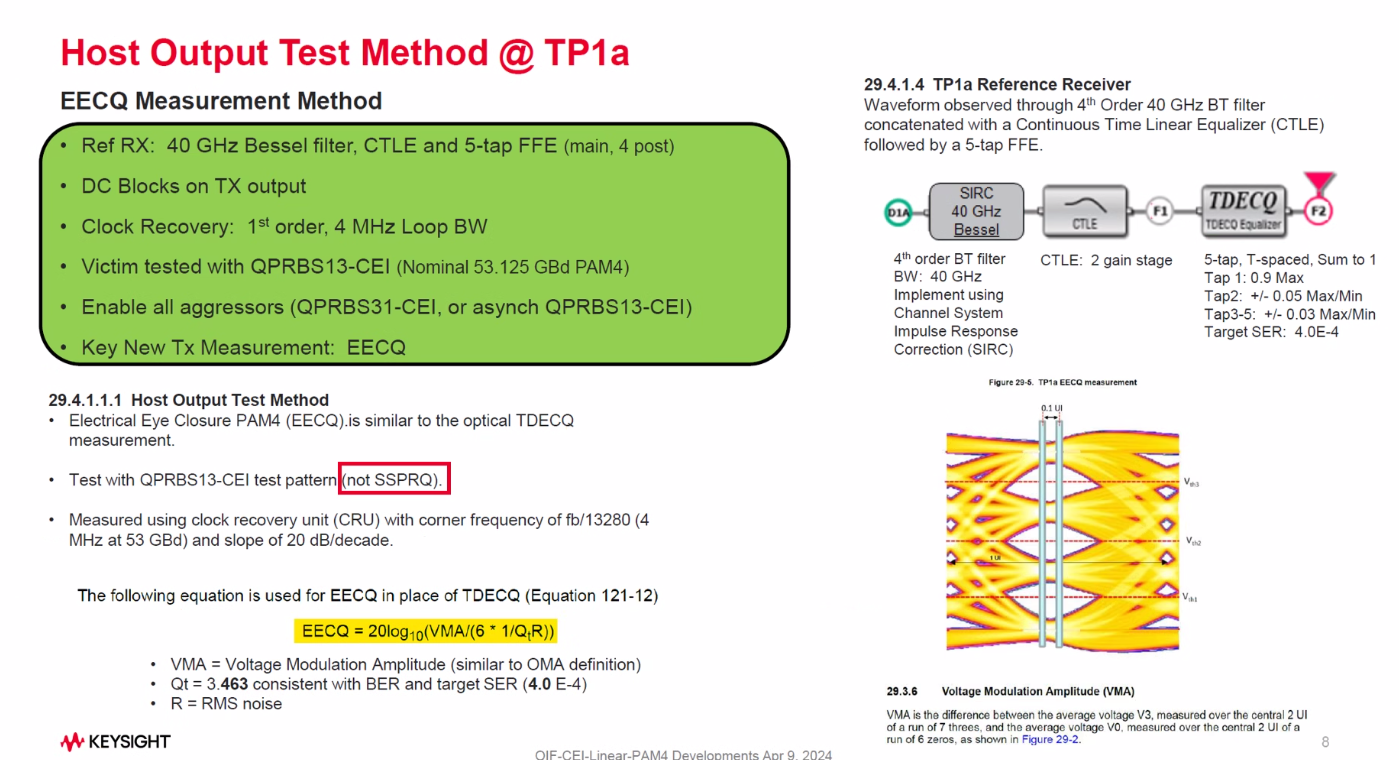 Host Output Test Method @ TP1a
EECQ Measurement Method
• Ref RX: 40 GHz Bessel filter, CTLE and 5-tap FFE (main, 4 post)
• DC Blocks on TX output
• Clock Recovery: 1st order, 4 MHz Loop BW
• Victim tested with QPRBS13-CEI (Nominal 53.125 GBd PAM4)
• Enable all aggressors (QPRBS31-CEI, or asynch QPRBS13-CEI)
• Key New Tx Measurement: EECQ
29.4.1.1.1 Host Output Test Method
• Electrical Eye Closure PAM4 (EECQ).is similar to the optical TDECQ
measurement.
• Test with QPRBS13-CEI test pattern (not SSPRQ).
• Measured using clock recovery unit (CRU) with corner frequency of fb/13280 (4
MHz at 53 GBd) and slope of 20 dB/decade.
The following equation is used for EECQ in place of TDECQ (Equation 121-12)
EECQ = 20log10(VMA/(6 * 1/QtR))
• VMA = Voltage Modulation Amplitude (similar to OMA definition)
• Qt = 3.463 consistent with BER and target SER (4.0 E-4)
• R = RMS noise
KEYSIGHT
29.4.1.4 TP1a Reference Receiver
Waveform observed through 4th Order 40 GHz BT filter
concatenated with a Continuous Time Linear Equalizer (CTLE)
followed by a 5-tap FFE.
D1A
SIRC
40 GHz
Bessel
CTLE
F1
TDECQ
TDECQ Equalizer
F2
4th order BT filter
BW: 40 GHz
Implement using
Channel System
Impulse Response
Correction (SIRC)
CTLE: 2 gain stage
5-tap, T-spaced, Sum to 1
Tap 1: 0.9 Max
Tap2: +/- 0.05 Max/Min
Tap3-5: +/- 0.03 Max/Min
Target SER: 4.0E-4
Figure 29-5. TP1a EECQ measurement
0.1 UI
Vth3
Vth2
1 UI
Vth1
29.3.6 Voltage Modulation Amplitude (VMA)
VMA is the difference between the average voltage V3, measured over the central 2 UI
of a run of 7 threes, and the average voltage V0, measured over the central 2 UI of a
run of 6 zeros, as shown in Figure 29-2.
OIF-CEI-Linear-PAM4 Developments Apr 9, 2024
8